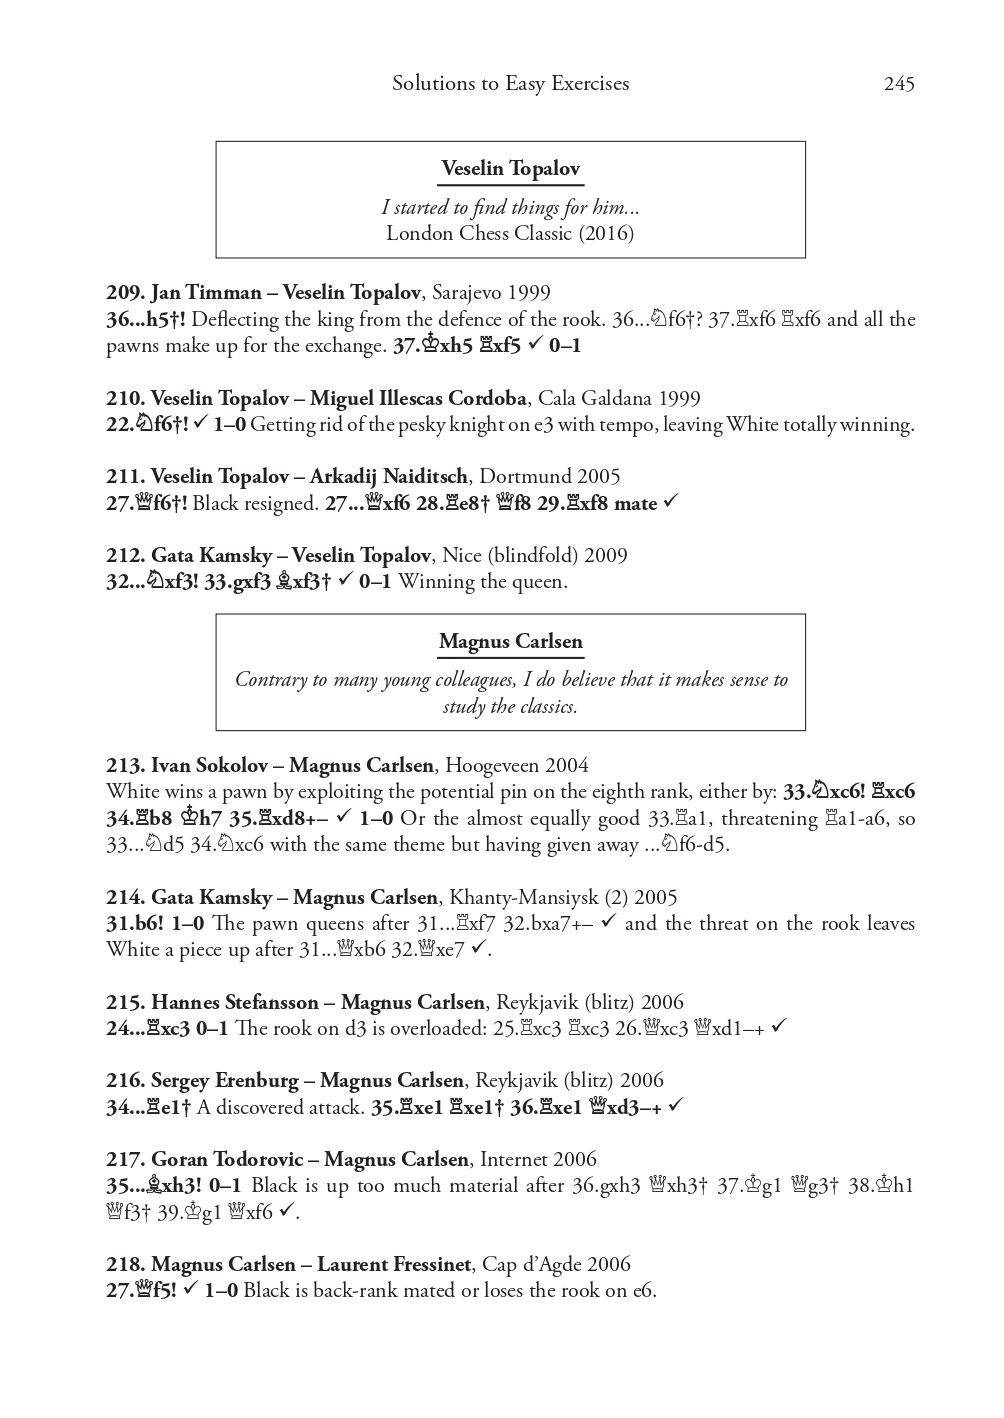 Solutions to Easy Exercises 245
Veselin Topalov
I started to find things for him...
London Chess Classic (2016)
209. Jan Timman – Veselin Topalov, Sarajevo 1999
36...h5†! Deflecting the king from the defence of the rook. 36...♘f6†? 37.♖xf6 ♖xf6 and all the
pawns make up for the exchange. 37.♔xh5 ♖xf5 ✓ 0–1
210. Veselin Topalov – Miguel Illescas Cordoba, Cala Galdana 1999
22.♘f6†! ✓ 1–0 Getting rid of the pesky knight on e3 with tempo, leaving White totally winning.
211. Veselin Topalov – Arkadij Naiditsch, Dortmund 2005
27.♕f6†! Black resigned. 27...♕xf6 28.♖e8† ♕f8 29.♖xf8 mate ✓
212. Gata Kamsky – Veselin Topalov, Nice (blindfold) 2009
32...♘xf3! 33.gxf3 ♗xf3† ✓ 0–1 Winning the queen.
Magnus Carlsen
Contrary to many young colleagues, I do believe that it makes sense to
study the classics.
213. Ivan Sokolov – Magnus Carlsen, Hoogeveen 2004
White wins a pawn by exploiting the potential pin on the eighth rank, either by: 33.♘xc6! ♖xc6
34.♖b8 ♔h7 35.♖xd8+– ✓ 1–0 Or the almost equally good 33.♖a1, threatening ♖a1-a6, so
33...♘d5 34.♘xc6 with the same theme but having given away ...♘f6-d5.
214. Gata Kamsky – Magnus Carlsen, Khanty-Mansiysk (2) 2005
31.b6! 1–0 The pawn queens after 31...♖xf7 32.bxa7+– ✓ and the threat on the rook leaves
White a piece up after 31...♕xb6 32.♕xe7 ✓.
215. Hannes Stefansson – Magnus Carlsen, Reykjavik (blitz) 2006
24...♖xc3 0–1 The rook on d3 is overloaded: 25.♖xc3 ♖xc3 26.♕xc3 ♕xd1–+ ✓
216. Sergey Erenburg – Magnus Carlsen, Reykjavik (blitz) 2006
34...♖e1† A discovered attack. 35.♖xe1 ♖xe1† 36.♖xe1 ♕xd3–+ ✓
217. Goran Todorovic – Magnus Carlsen, Internet 2006
35...♗xh3! 0–1 Black is up too much material after 36.gxh3 ♕xh3† 37.♔g1 ♕g3† 38.♔h1
♕f3† 39.♔g1 ♕xf6 ✓.
218. Magnus Carlsen – Laurent Fressinet, Cap d’Agde 2006
27.♕f5! ✓ 1–0 Black is back-rank mated or loses the rook on e6.